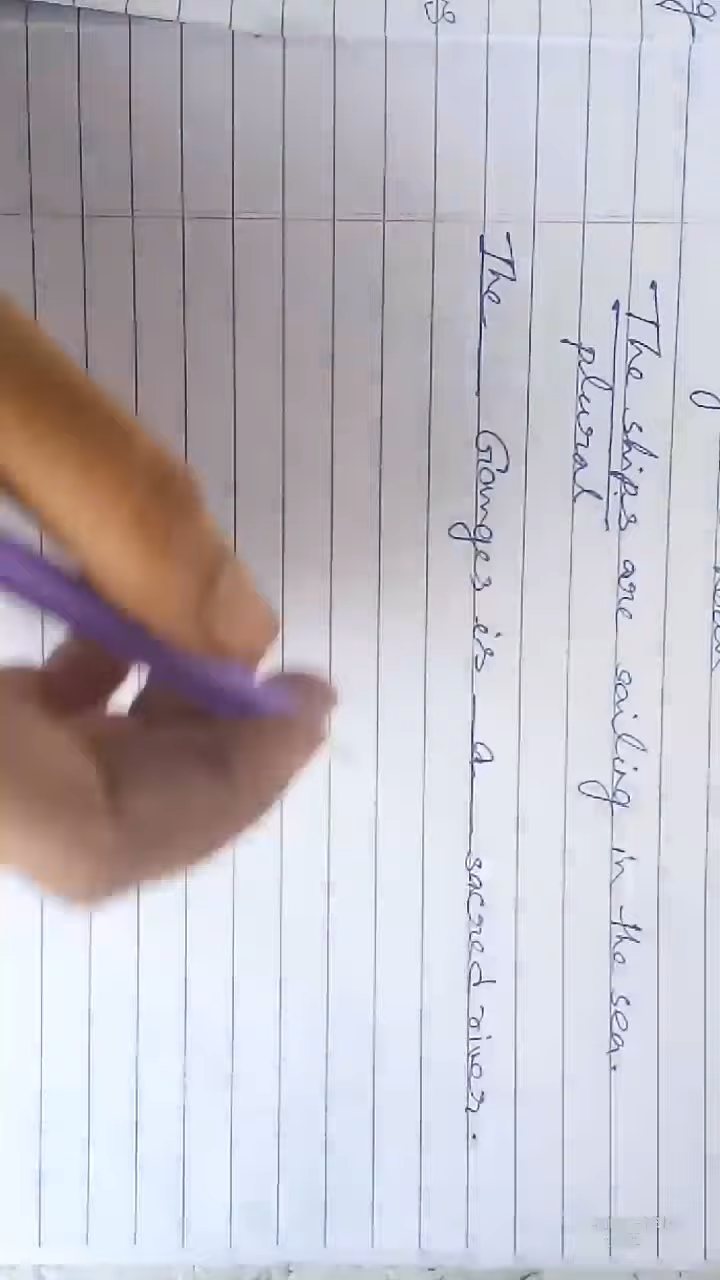 The ships are sailing in the sea.
plural
The Ganges is a sacred river.